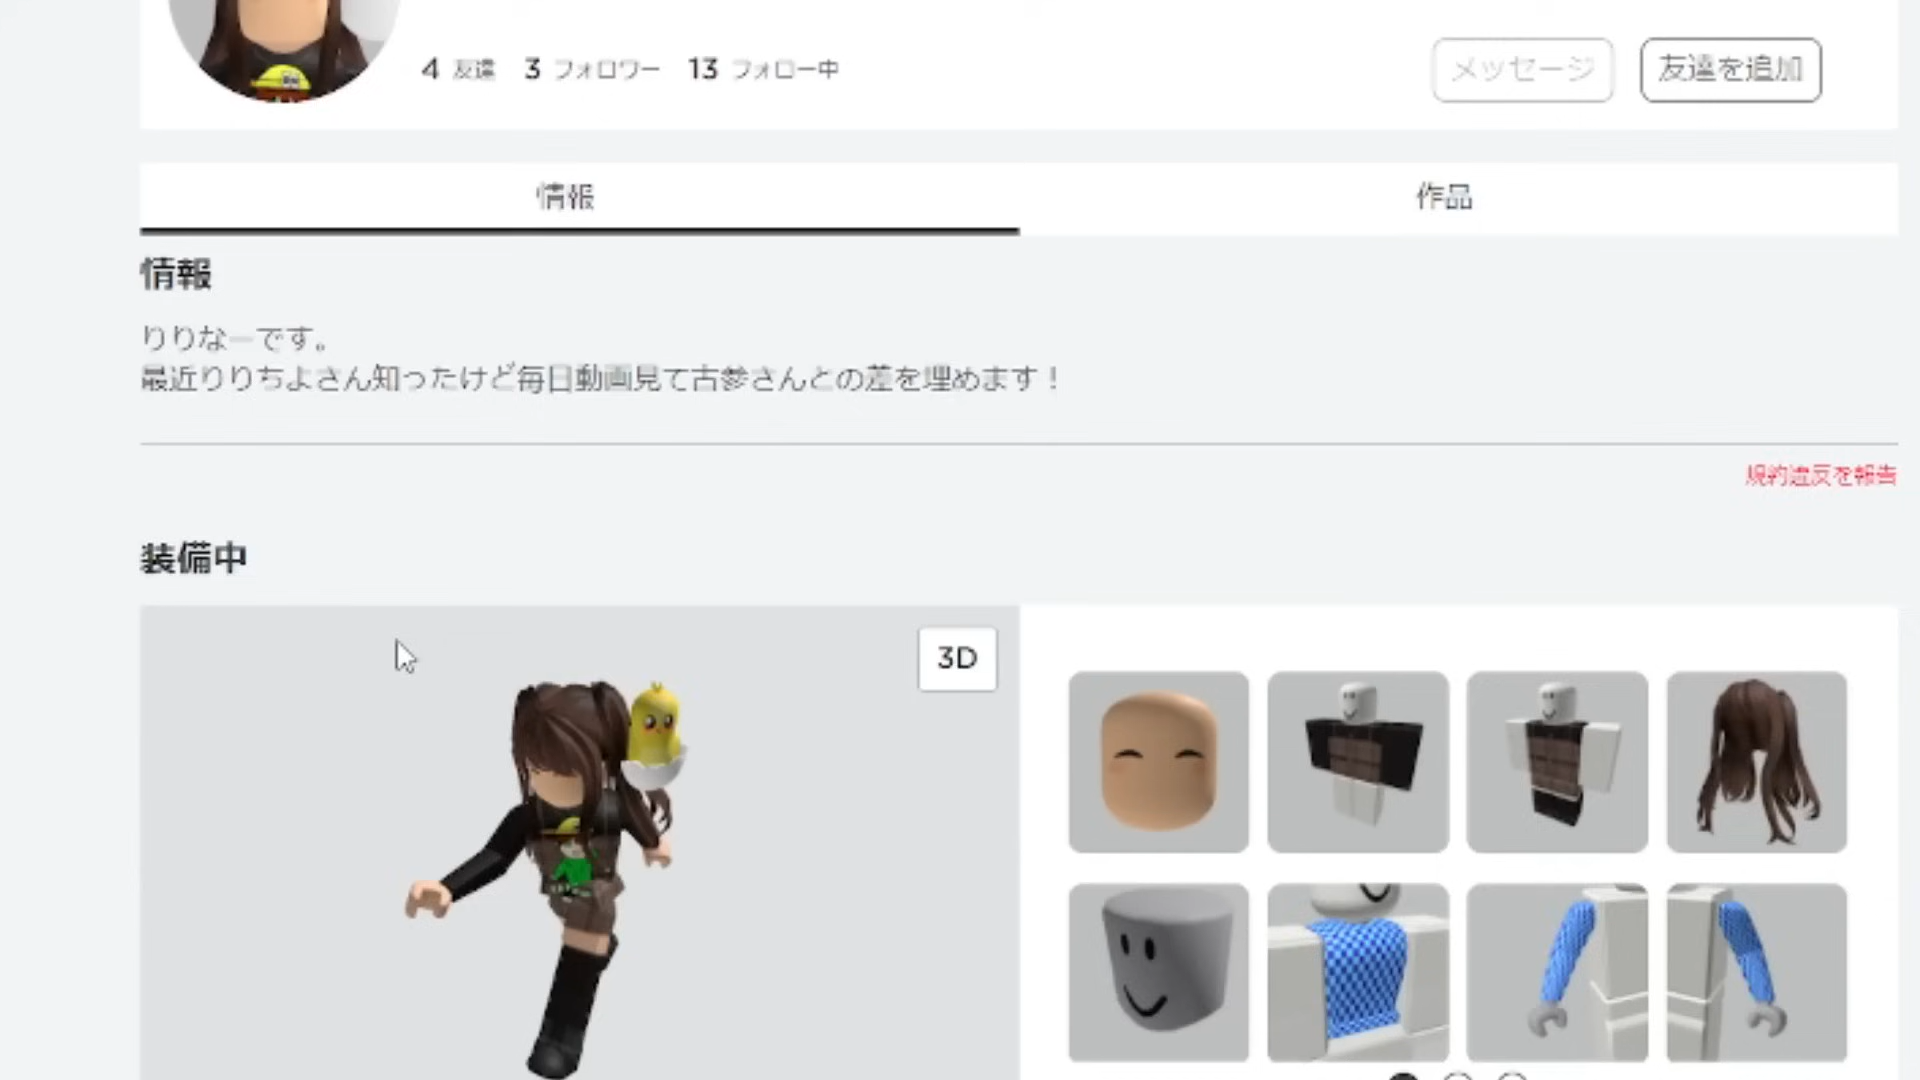 4 友達 3 フォロワー 13 フォロー中
メッセージ 友達を追加
情報 作品
情報
りりなーです。
最近りりちよさん知ったけど毎日動画見て古参さんとの差を埋めます！
規約違反を報告
装備中
3D